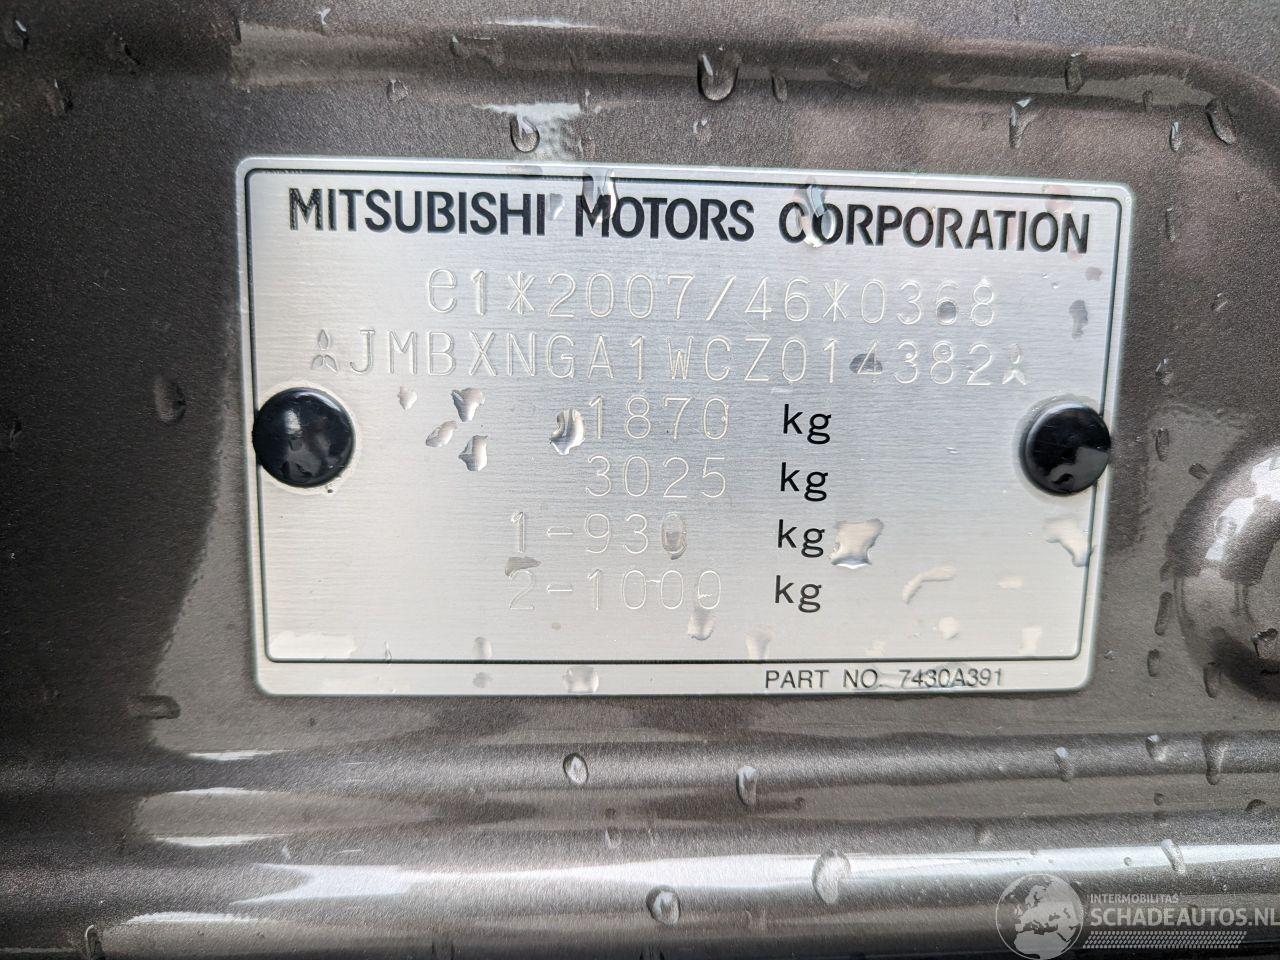 MITSUBISHI MOTORS CORPORATION
e1*2007/46*0368
JMBXNGA1WCZ014382
1870 kg
3025 kg
1-930 kg
2-1000 kg
PART NO. 7430A391
INTERMOBILITAS
SCHADEAUTOS.NL